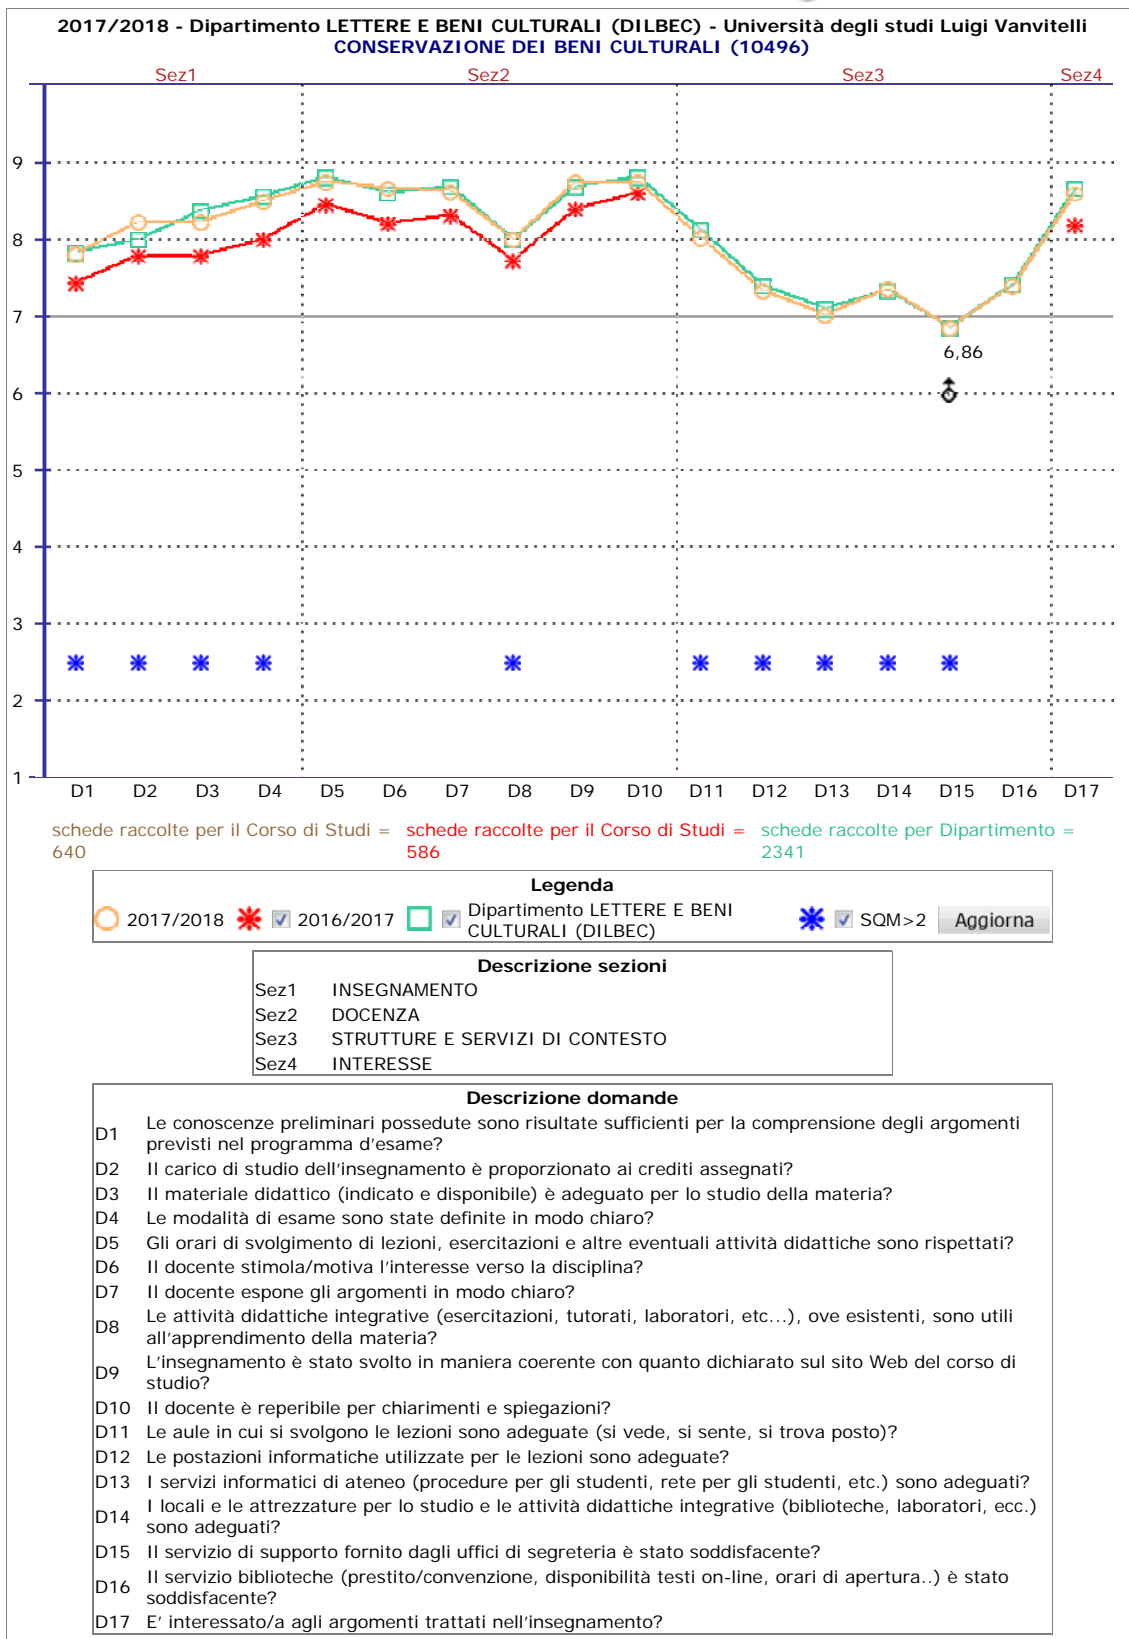 2017/2018 - Dipartimento LETTERE E BENI CULTURALI (DILBEC) - Università degli studi Luigi Vanvitelli
CONSERVAZIONE DEI BENI CULTURALI (10496)
Sez1 Sez2 Sez3 Sez4
9
8
7
6,86
6
5
4
3
2
1
D1 D2 D3 D4 D5 D6 D7 D8 D9 D10 D11 D12 D13 D14 D15 D16 D17
schede raccolte per il Corso di Studi = 640
schede raccolte per il Corso di Studi = 586
schede raccolte per Dipartimento = 2341
Legenda
2017/2018 2016/2017 Dipartimento LETTERE E BENI CULTURALI (DILBEC) SQM>2 Aggiorna
Descrizione sezioni
Sez1 INSEGNAMENTO
Sez2 DOCENZA
Sez3 STRUTTURE E SERVIZI DI CONTESTO
Sez4 INTERESSE
Descrizione domande
D1 Le conoscenze preliminari possedute sono risultate sufficienti per la comprensione degli argomenti
previsti nel programma d'esame?
D2 Il carico di studio dell'insegnamento è proporzionato ai crediti assegnati?
D3 Il materiale didattico (indicato e disponibile) è adeguato per lo studio della materia?
D4 Le modalità di esame sono state definite in modo chiaro?
D5 Gli orari di svolgimento di lezioni, esercitazioni e altre eventuali attività didattiche sono rispettati?
D6 Il docente stimola/motiva l'interesse verso la disciplina?
D7 Il docente espone gli argomenti in modo chiaro?
D8 Le attività didattiche integrative (esercitazioni, tutorati, laboratori, etc...), ove esistenti, sono utili
all'apprendimento della materia?
D9 L'insegnamento è stato svolto in maniera coerente con quanto dichiarato sul sito Web del corso di
studio?
D10 Il docente è reperibile per chiarimenti e spiegazioni?
D11 Le aule in cui si svolgono le lezioni sono adeguate (si vede, si sente, si trova posto)?
D12 Le postazioni informatiche utilizzate per le lezioni sono adeguate?
D13 I servizi informatici di ateneo (procedure per gli studenti, rete per gli studenti, etc.) sono adeguati?
D14 I locali e le attrezzature per lo studio e le attività didattiche integrative (biblioteche, laboratori, ecc.)
sono adeguati?
D15 Il servizio di supporto fornito dagli uffici di segreteria è stato soddisfacente?
D16 Il servizio biblioteche (prestito/convenzione, disponibilità testi on-line, orari di apertura..) è stato
soddisfacente?
D17 E' interessato/a agli argomenti trattati nell'insegnamento?